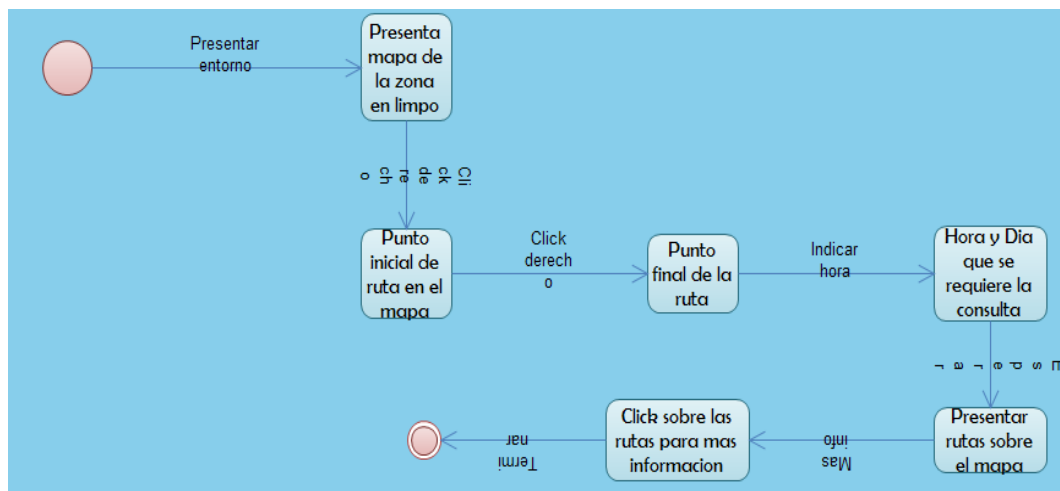 Presentar
entorno
Presenta
mapa de
la zona
en limpo
Cli
ck
de
re
ch
o
Punto
inicial de
ruta en el
mapa
Click
derech
o
Punto
final de la
ruta
Indicar
hora
Hora y Dia
que se
requiere la
consulta
Esperar
Presentar
rutas sobre
el mapa
Mas
info
Click sobre las
rutas para mas
informacion
Termi
nar